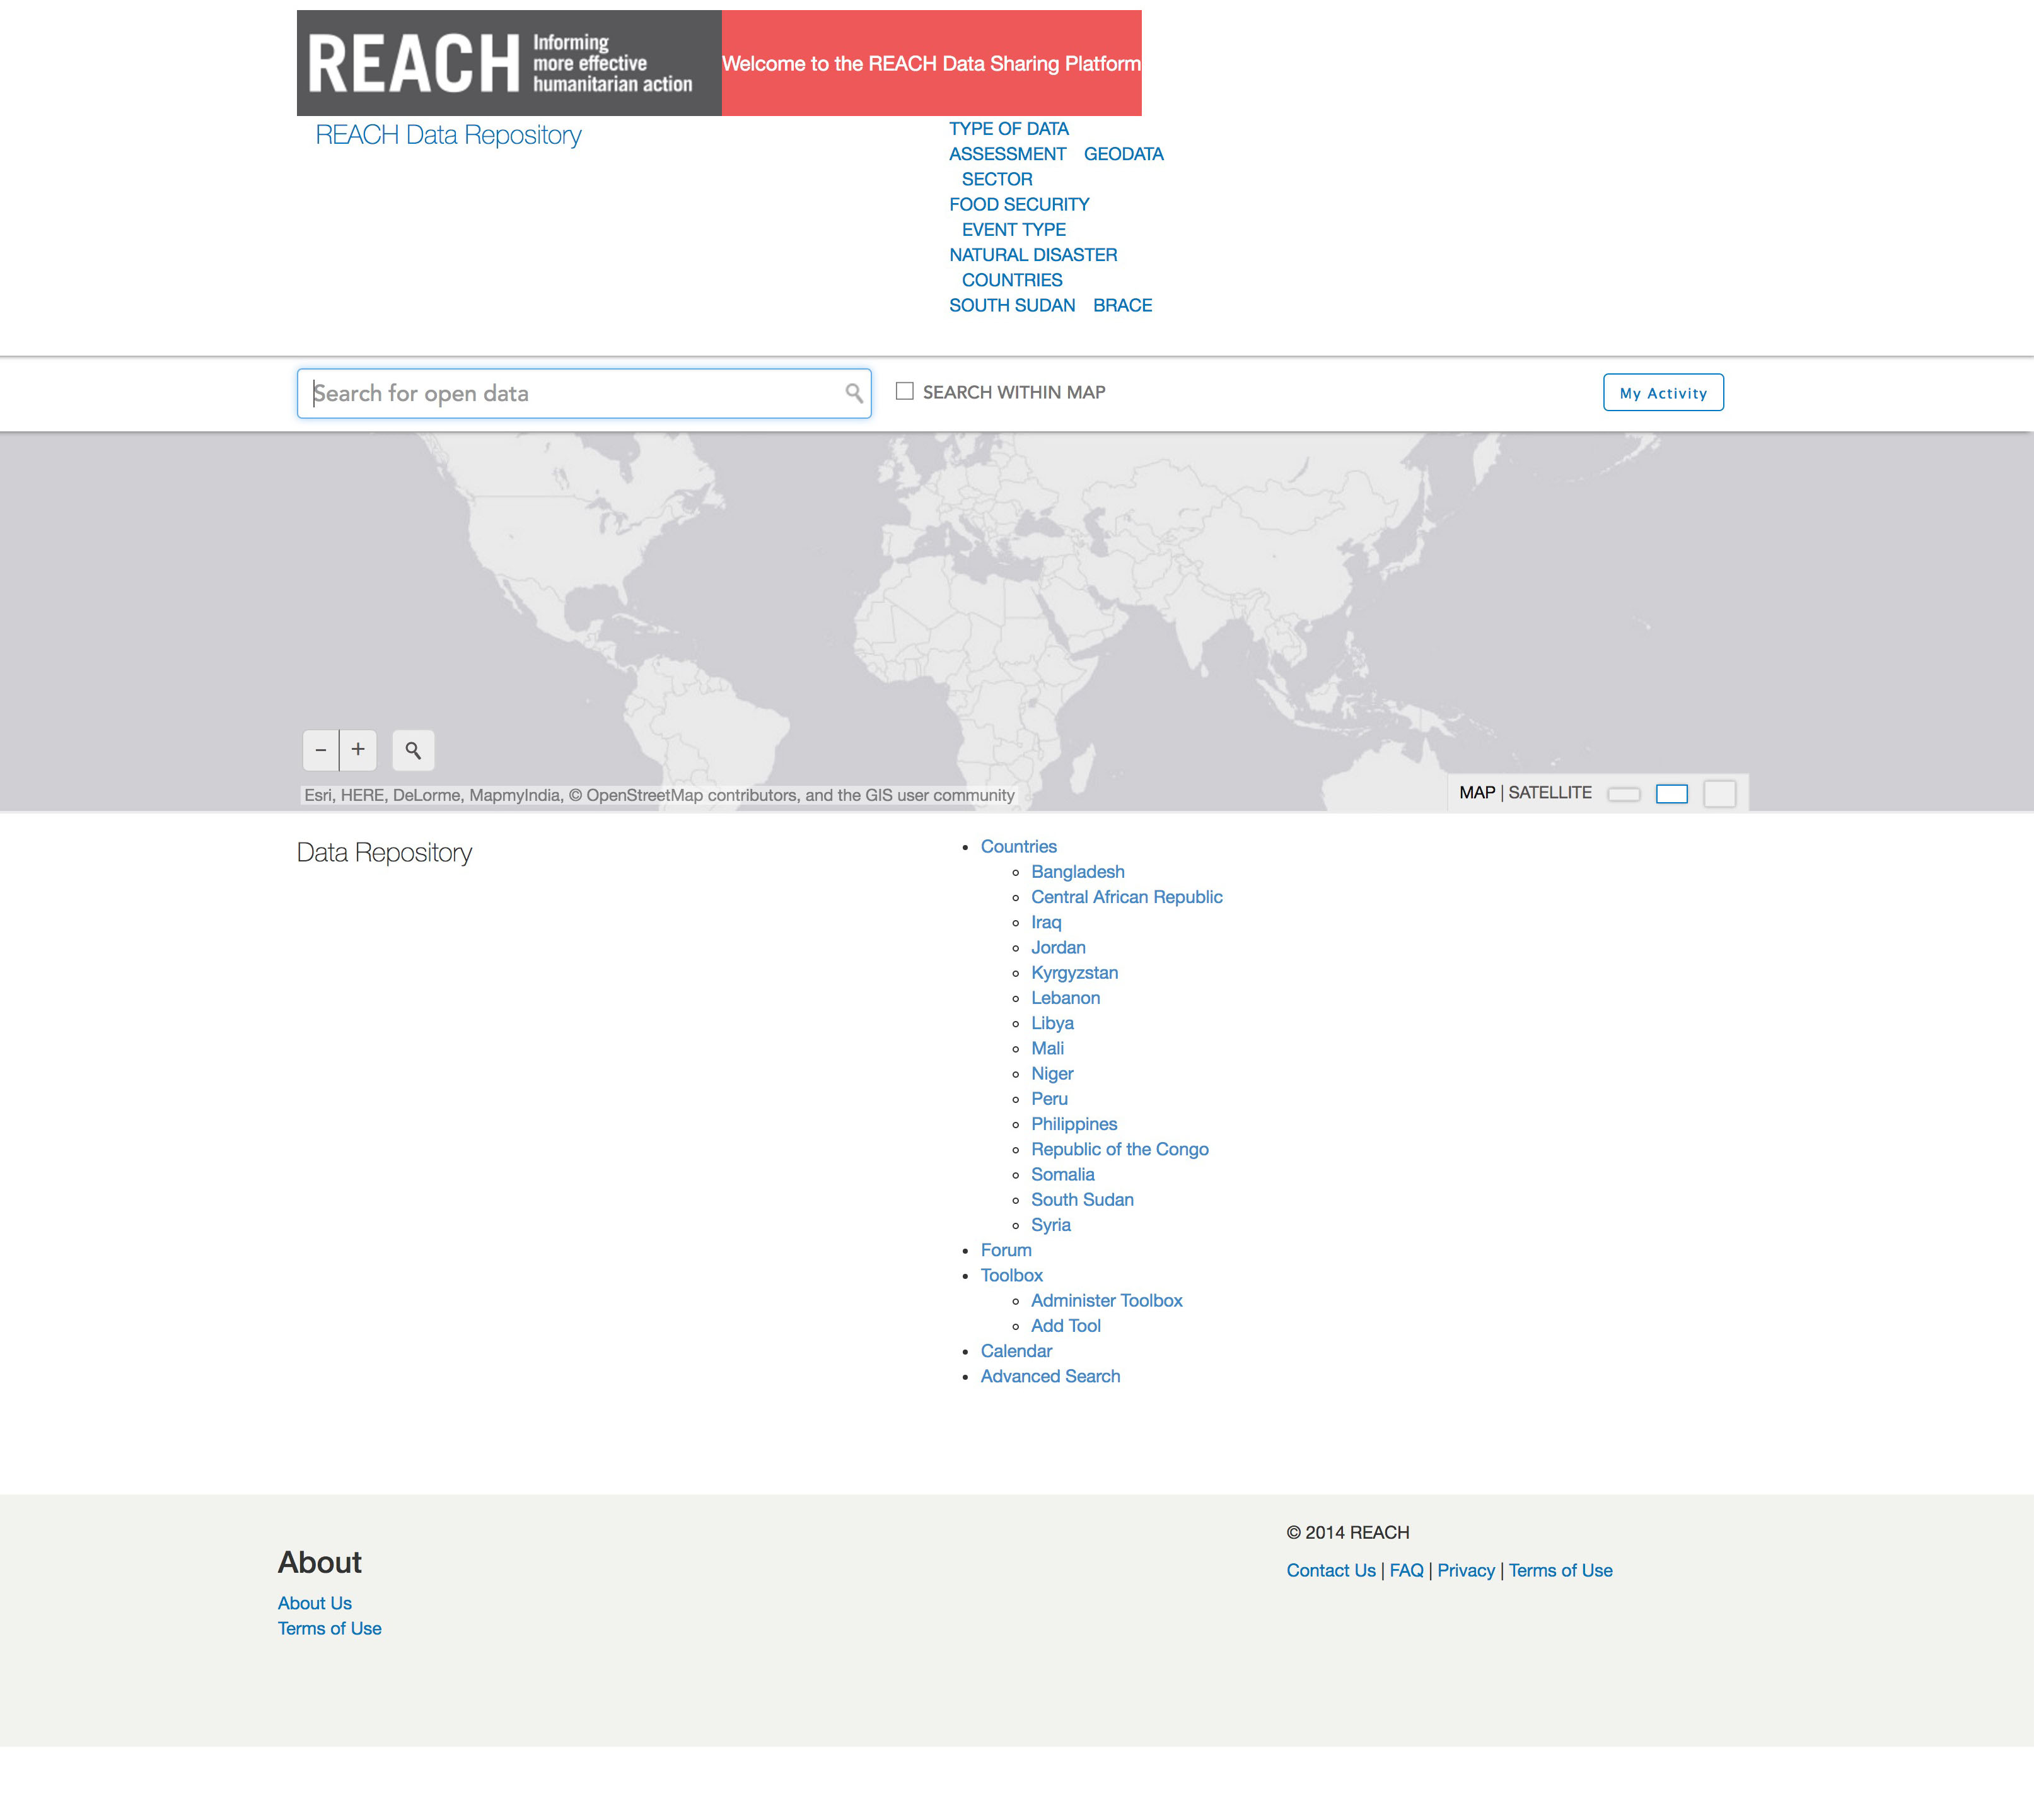 REACH
Informing
more effective
humanitarian action
Welcome to the REACH Data Sharing Platform
REACH Data Repository
TYPE OF DATA
ASSESSMENT GEODATA
SECTOR
FOOD SECURITY
EVENT TYPE
NATURAL DISASTER
COUNTRIES
SOUTH SUDAN BRACE
Search for open data
SEARCH WITHIN MAP
My Activity
− +
Esri, HERE, DeLorme, MapmyIndia, © OpenStreetMap contributors, and the GIS user community
MAP | SATELLITE
Data Repository
Countries
Bangladesh
Central African Republic
Iraq
Jordan
Kyrgyzstan
Lebanon
Libya
Mali
Niger
Peru
Philippines
Republic of the Congo
Somalia
South Sudan
Syria
Forum
Toolbox
Administer Toolbox
Add Tool
Calendar
Advanced Search
About
About Us
Terms of Use
© 2014 REACH
Contact Us | FAQ | Privacy | Terms of Use